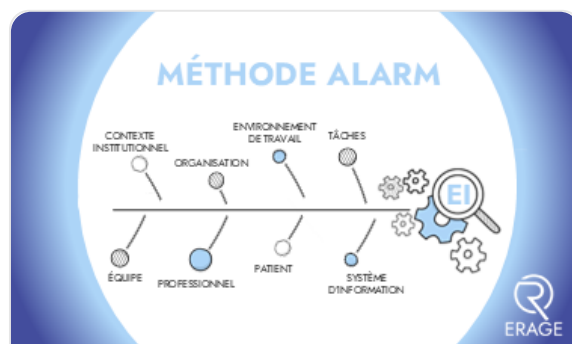 MÉTHODE ALARM
CONTEXTE
INSTITUTIONNEL
ORGANISATION
ENVIRONNEMENT
DE TRAVAIL
TÂCHES
EI
ÉQUIPE
PROFESSIONNEL
PATIENT
SYSTÈME
D'INFORMATION
ERAGE